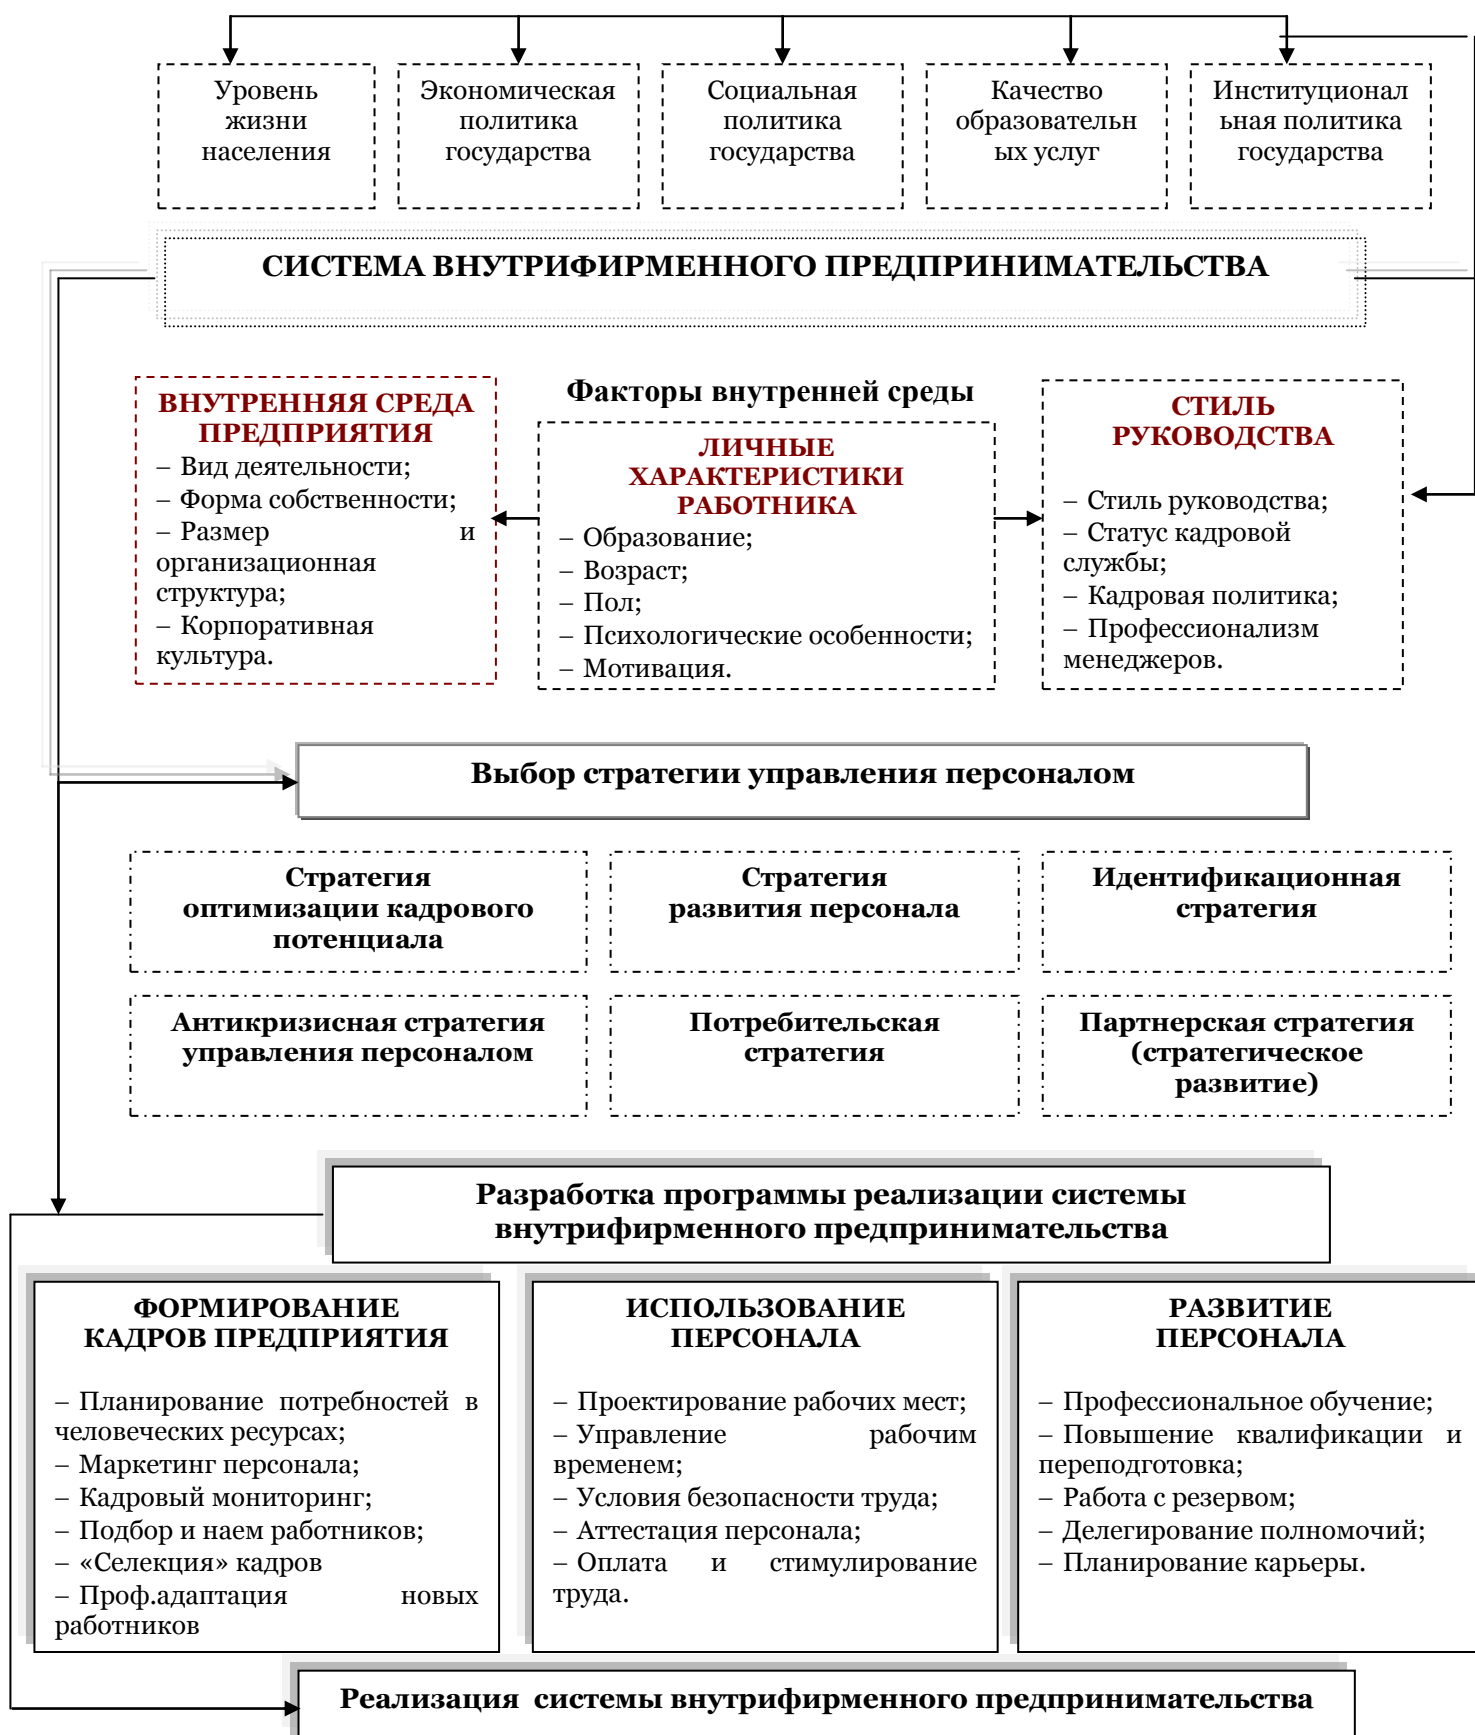 Уровень
жизни
населения
Экономическая
политика
государства
Социальная
политика
государства
Качество
образовательн
ых услуг
Институционал
ьная политика
государства
СИСТЕМА ВНУТРИФИРМЕННОГО ПРЕДПРИНИМАТЕЛЬСТВА
Факторы внутренней среды
ВНУТРЕННЯЯ СРЕДА
ПРЕДПРИЯТИЯ
– Вид деятельности;
– Форма собственности;
– Размер и
организационная
структура;
– Корпоративная
культура.
ЛИЧНЫЕ
ХАРАКТЕРИСТИКИ
РАБОТНИКА
– Образование;
– Возраст;
– Пол;
– Психологические особенности;
– Мотивация.
СТИЛЬ
РУКОВОДСТВА
– Стиль руководства;
– Статус кадровой
службы;
– Кадровая политика;
– Профессионализм
менеджеров.
Выбор стратегии управления персоналом
Стратегия
оптимизации кадрового
потенциала
Стратегия
развития персонала
Идентификационная
стратегия
Антикризисная стратегия
управления персоналом
Потребительская
стратегия
Партнерская стратегия
(стратегическое
развитие)
Разработка программы реализации системы
внутрифирменного предпринимательства
ФОРМИРОВАНИЕ
КАДРОВ ПРЕДПРИЯТИЯ
– Планирование потребностей в
человеческих ресурсах;
– Маркетинг персонала;
– Кадровый мониторинг;
– Подбор и наем работников;
– «Селекция» кадров
– Проф.адаптация новых
работников
ИСПОЛЬЗОВАНИЕ
ПЕРСОНАЛА
– Проектирование рабочих мест;
– Управление рабочим
временем;
– Условия безопасности труда;
– Аттестация персонала;
– Оплата и стимулирование
труда.
РАЗВИТИЕ
ПЕРСОНАЛА
– Профессиональное обучение;
– Повышение квалификации и
переподготовка;
– Работа с резервом;
– Делегирование полномочий;
– Планирование карьеры.
Реализация системы внутрифирменного предпринимательства